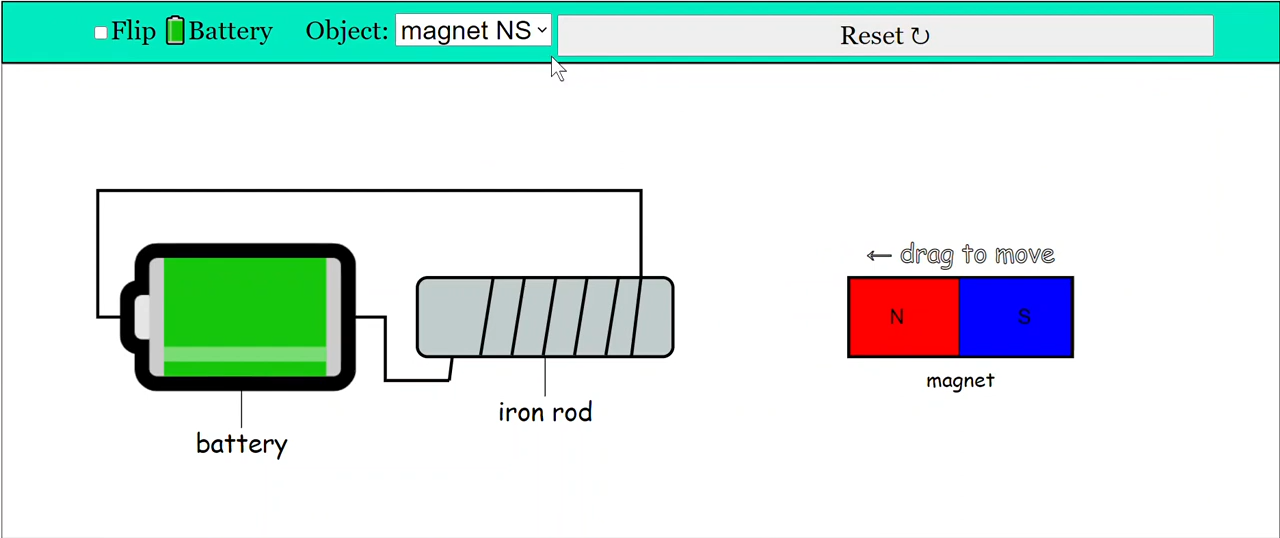 Flip Battery Object: magnet NS Reset ↻
← drag to move
N S
magnet
iron rod
battery